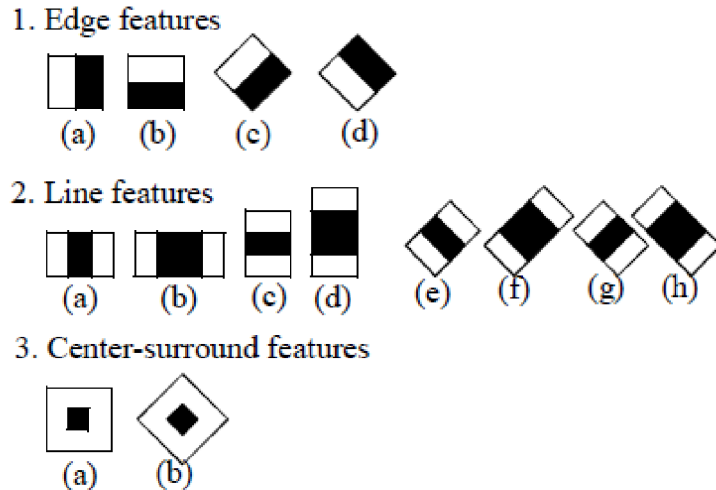 1. Edge features
(a) (b) (c) (d)
2. Line features
(a) (b) (c) (d) (e) (f) (g) (h)
3. Center-surround features
(a) (b)